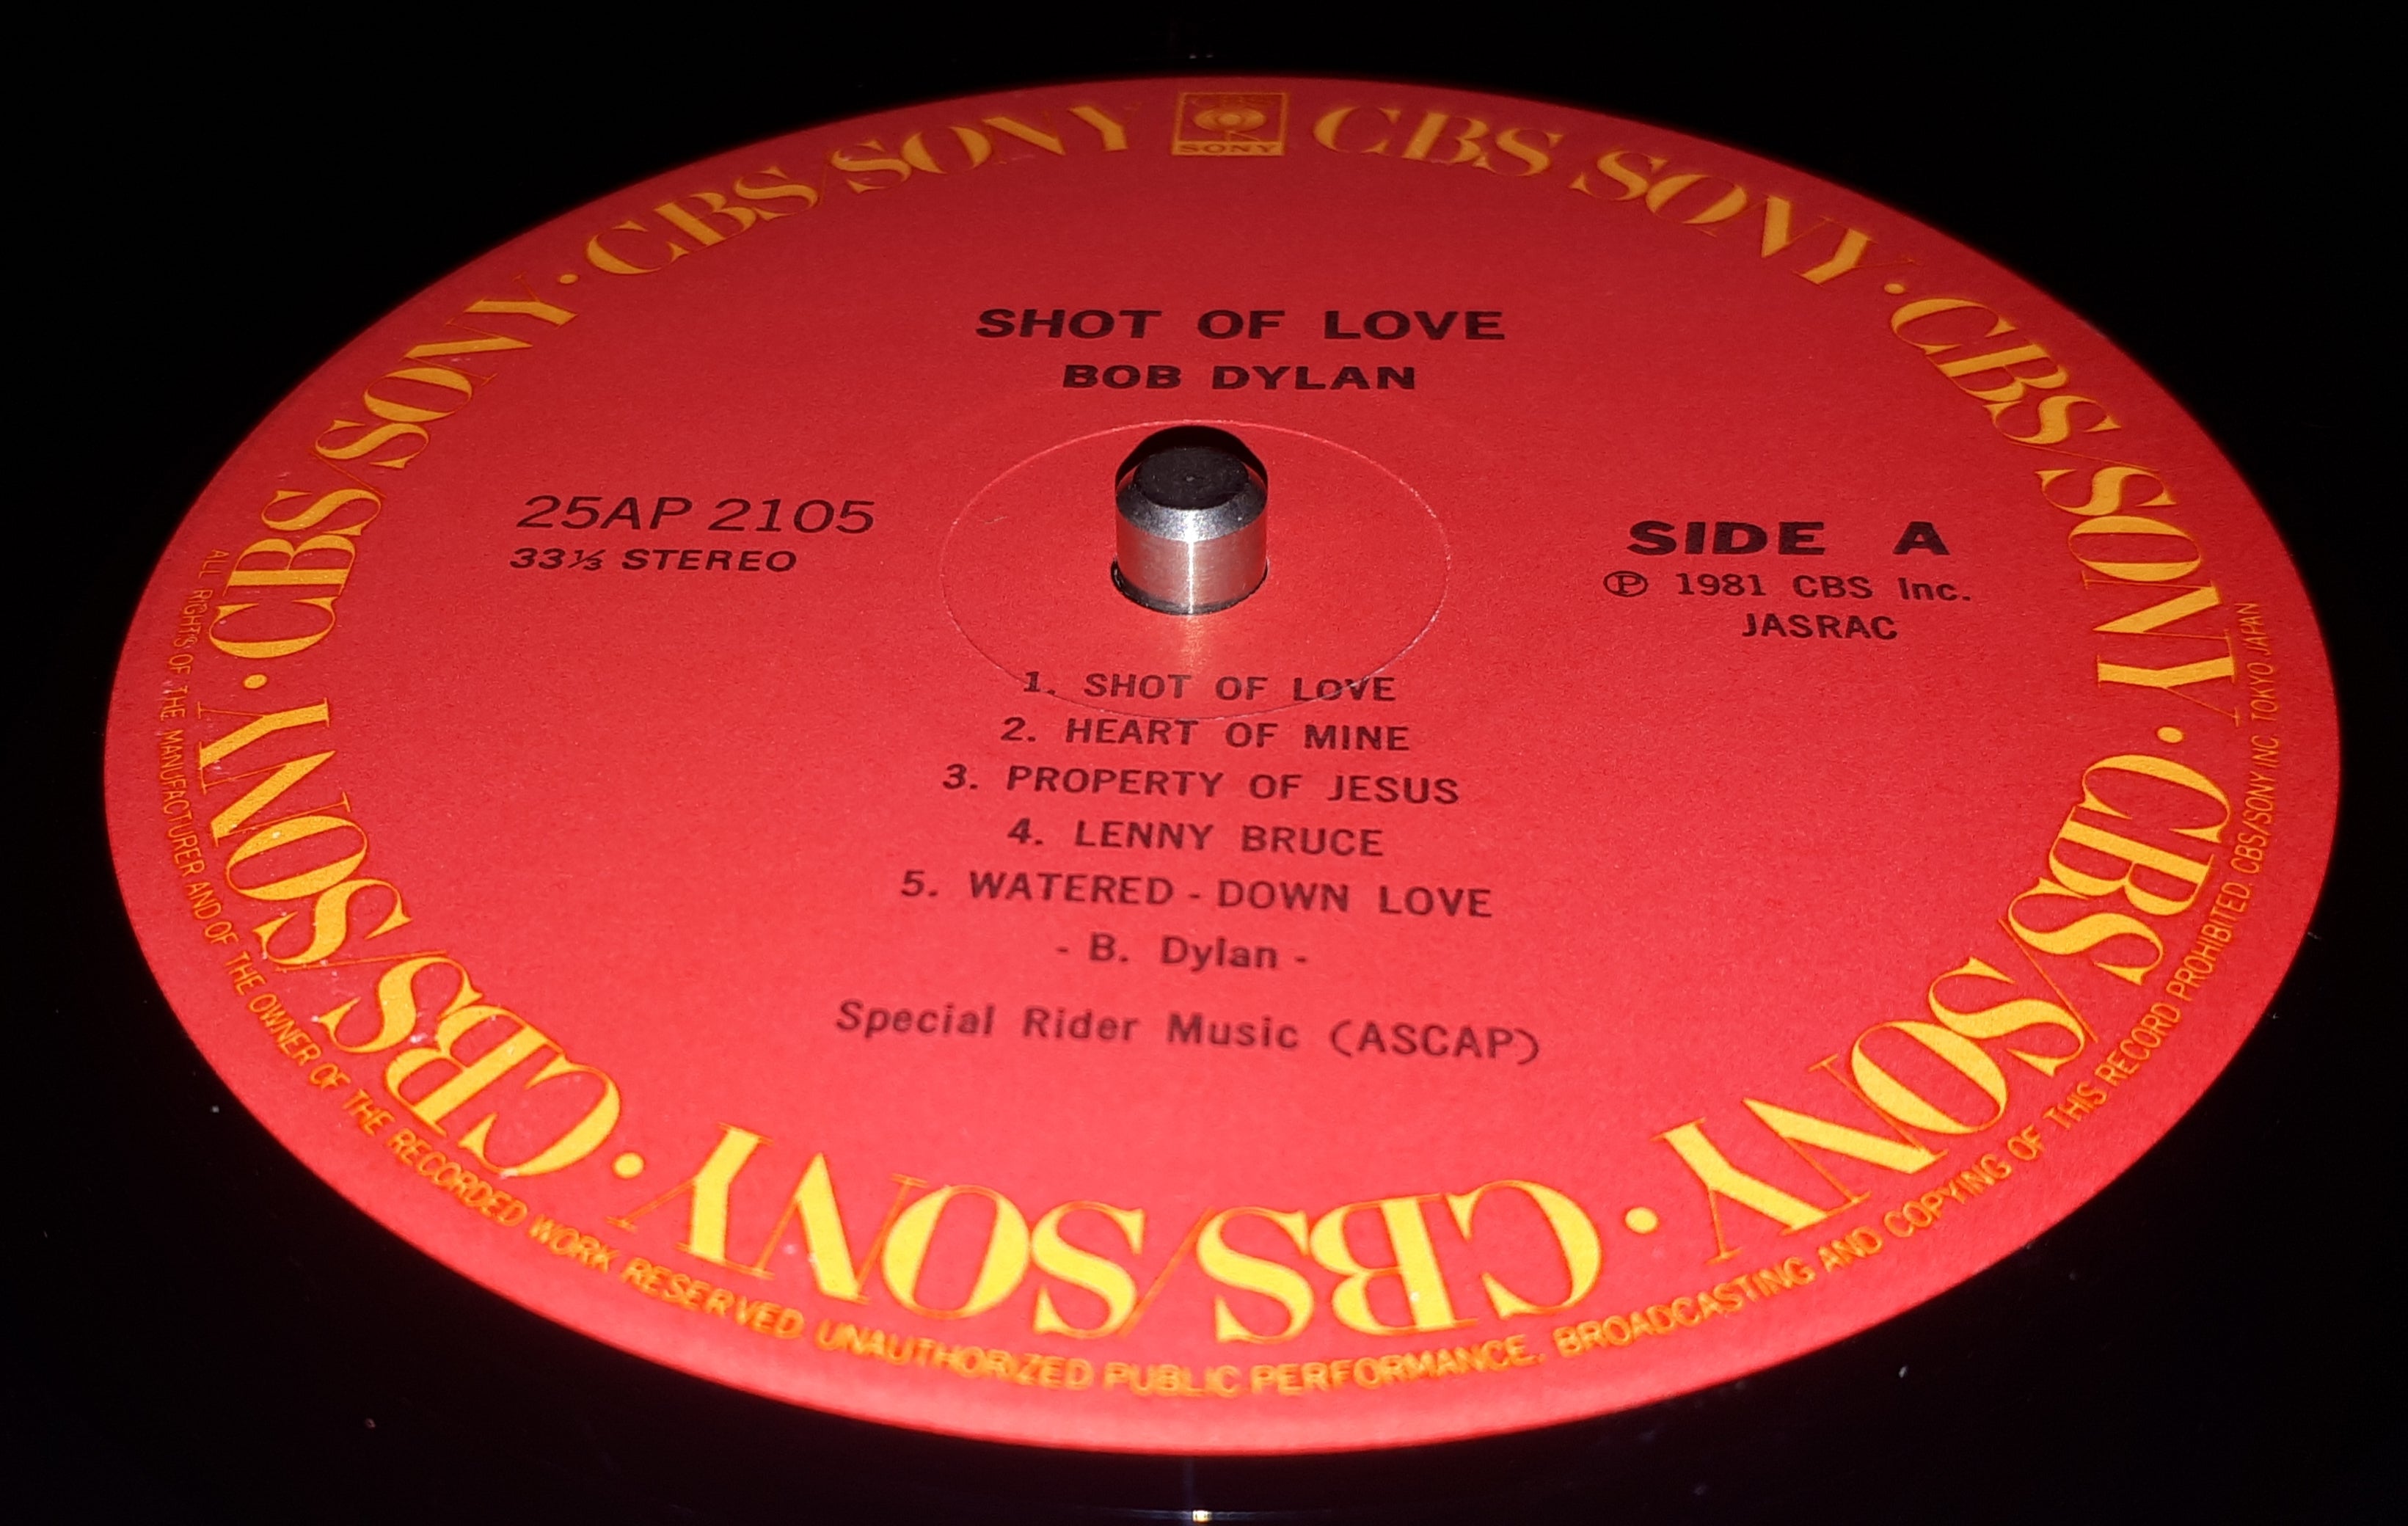 CBS/SONY · CBS/SONY · CBS/SONY · CBS/SONY · CBS/SONY · CBS/SONY · CBS/SONY · CBS SONY
CBS
SONY
SHOT OF LOVE
BOB DYLAN
25AP 2105
33⅓ STEREO
SIDE A
Ⓟ 1981 CBS Inc.
JASRAC
1. SHOT OF LOVE
2. HEART OF MINE
3. PROPERTY OF JESUS
4. LENNY BRUCE
5. WATERED - DOWN LOVE
- B. Dylan -
Special Rider Music (ASCAP)
ALL RIGHTS OF THE MANUFACTURER AND OF THE OWNER OF THE RECORDED WORK RESERVED UNAUTHORIZED PUBLIC PERFORMANCE. BROADCASTING AND COPYING OF THIS RECORD PROHIBITED. CBS/SONY INC. TOKYO JAPAN